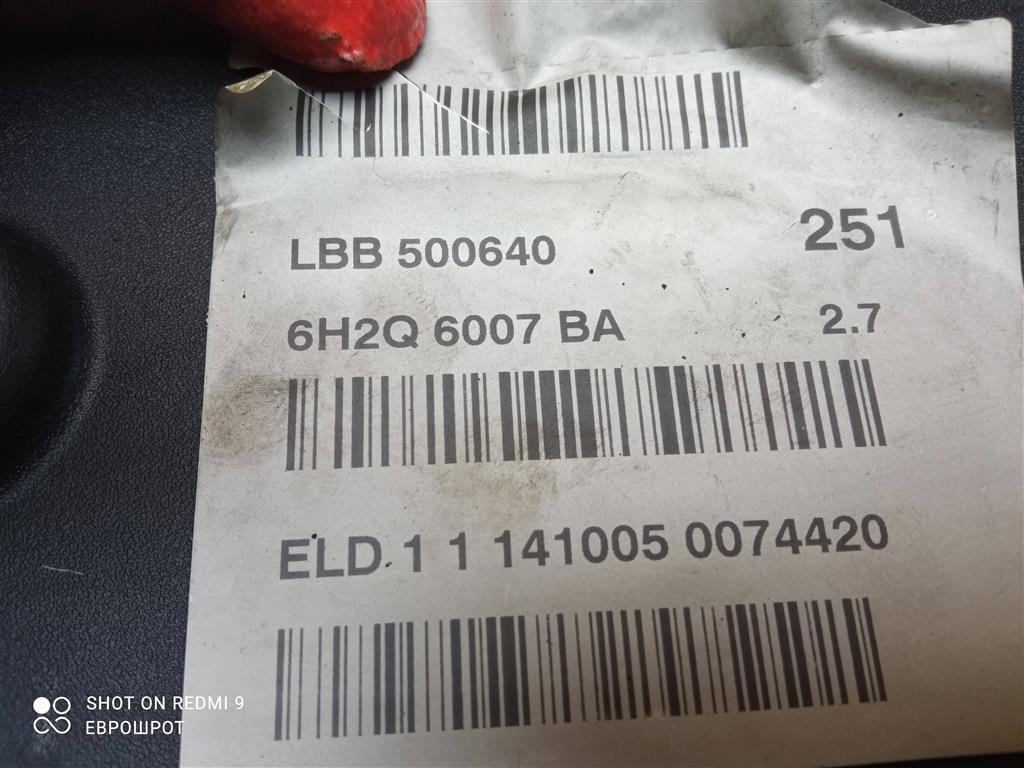 LBB 500640 251
6H2Q 6007 BA 2.7
ELD 1 1 141005 0074420
SHOT ON REDMI 9
ЕВРОШРОТ